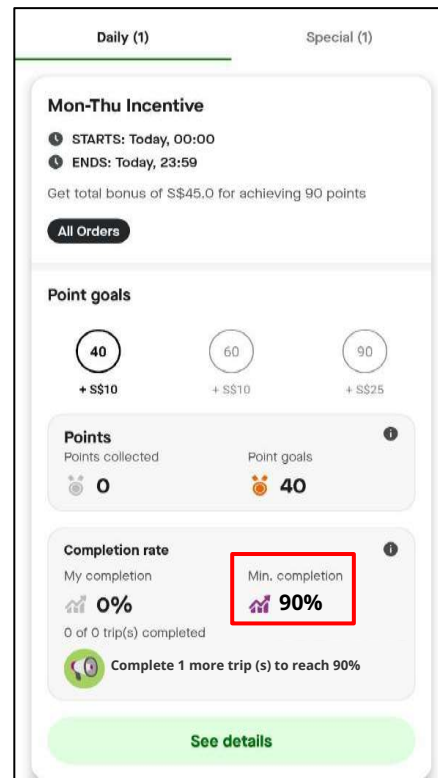 Daily (1) Special (1)
Mon-Thu Incentive
STARTS: Today, 00:00
ENDS: Today, 23:59
Get total bonus of S$45.0 for achieving 90 points
All Orders
Point goals
40 60 90
+ S$10 + S$10 + S$25
Points
Points collected Point goals
0 40
Completion rate
My completion Min. completion
0% 90%
0 of 0 trip(s) completed
Complete 1 more trip (s) to reach 90%
See details